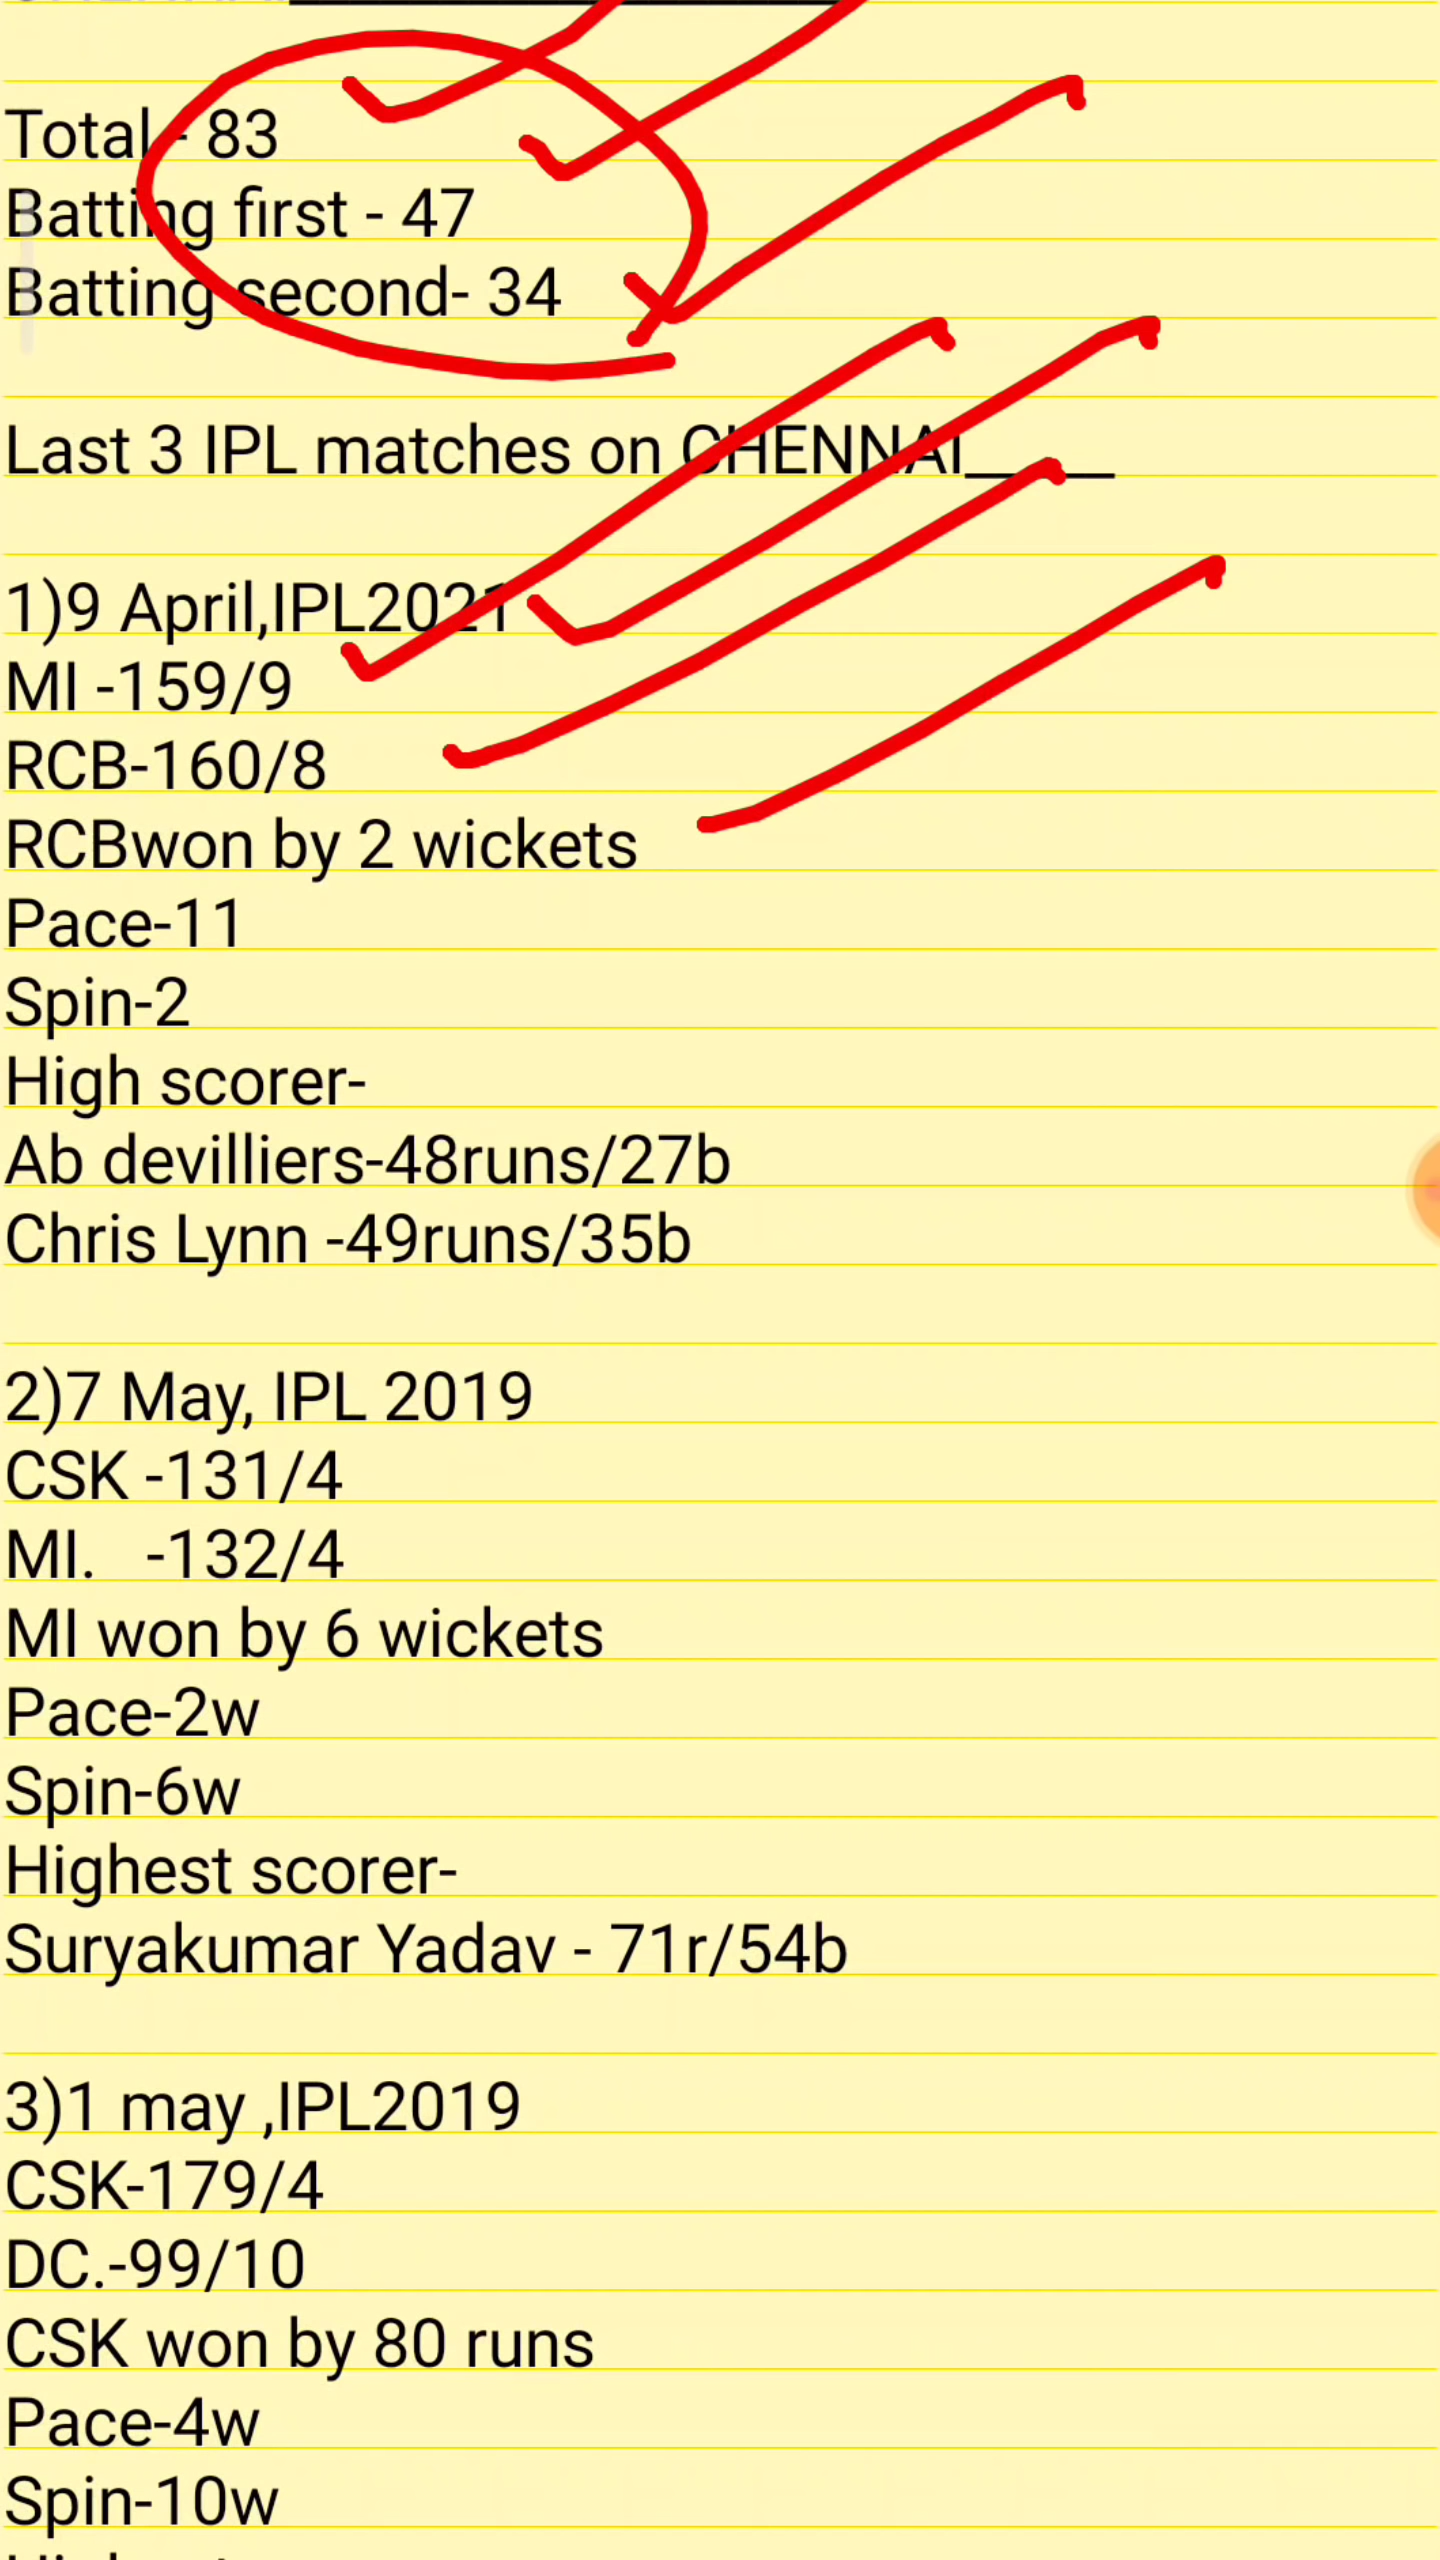 Total - 83
Batting first - 47
Batting second- 34
Last 3 IPL matches on CHENNAI_____
1)9 April,IPL2021
MI -159/9
RCB-160/8
RCBwon by 2 wickets
Pace-11
Spin-2
High scorer-
Ab devilliers-48runs/27b
Chris Lynn -49runs/35b
2)7 May, IPL 2019
CSK -131/4
MI.   -132/4
MI won by 6 wickets
Pace-2w
Spin-6w
Highest scorer-
Suryakumar Yadav - 71r/54b
3)1 may ,IPL2019
CSK-179/4
DC.-99/10
CSK won by 80 runs
Pace-4w
Spin-10w